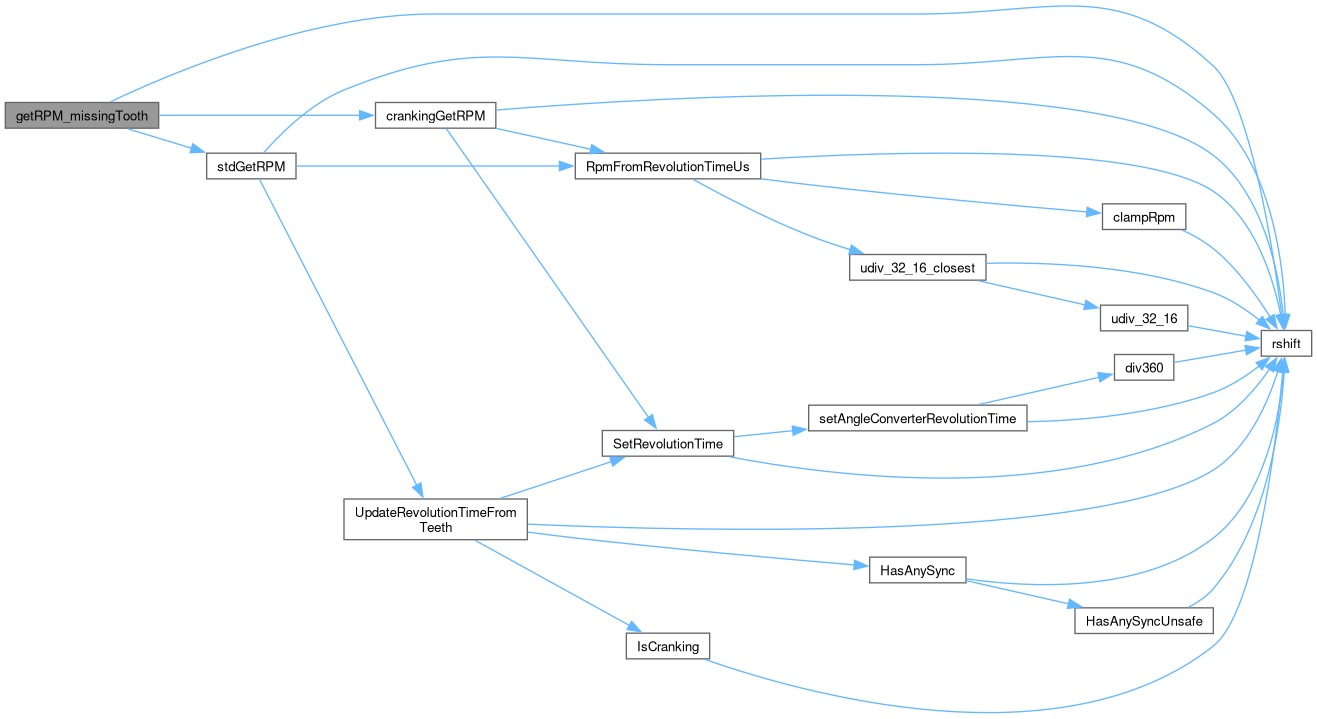 getRPM_missingTooth
crankingGetRPM
stdGetRPM
RpmFromRevolutionTimeUs
clampRpm
udiv_32_16_closest
udiv_32_16
rshift
div360
setAngleConverterRevolutionTime
SetRevolutionTime
UpdateRevolutionTimeFrom
Teeth
HasAnySync
HasAnySyncUnsafe
IsCranking